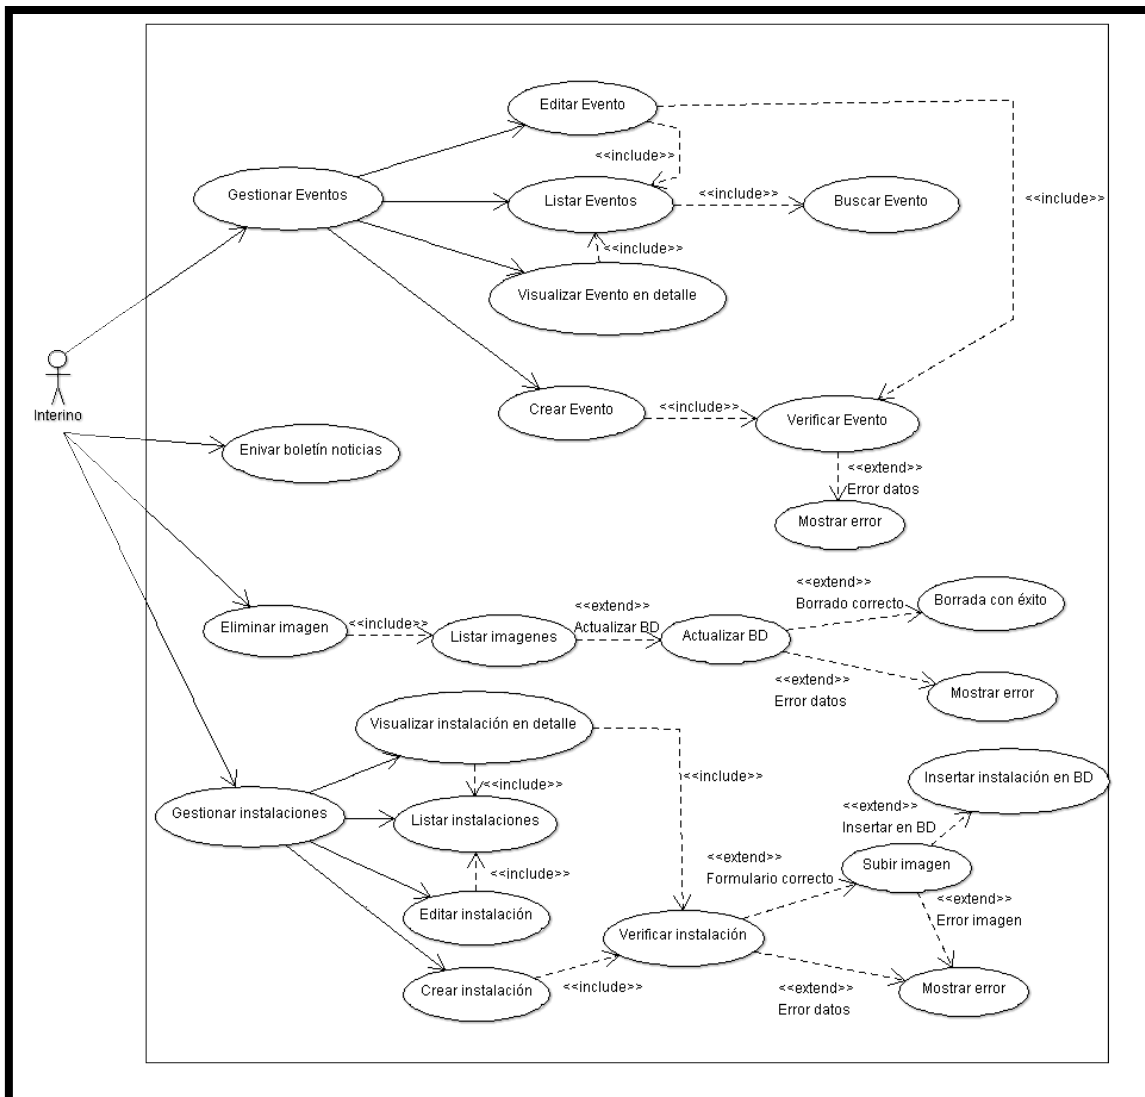 Editar Evento
<<include>>
Gestionar Eventos
Listar Eventos
<<include>>
Buscar Evento
<<include>>
<<include>>
Visualizar Evento en detalle
Interino
Crear Evento
<<include>>
Verificar Evento
Enivar boletín noticias
<<extend>>
Error datos
Mostrar error
Eliminar imagen
<<include>>
Listar imagenes
<<extend>>
Actualizar BD
Actualizar BD
<<extend>>
Borrado correcto
Borrada con éxito
<<extend>>
Error datos
Mostrar error
Visualizar instalación en detalle
<<include>>
<<include>>
Gestionar instalaciones
Listar instalaciones
<<include>>
Editar instalación
Crear instalación
<<include>>
Verificar instalación
<<extend>>
Formulario correcto
Subir imagen
<<extend>>
Insertar en BD
Insertar instalación en BD
<<extend>>
Error imagen
<<extend>>
Error datos
Mostrar error